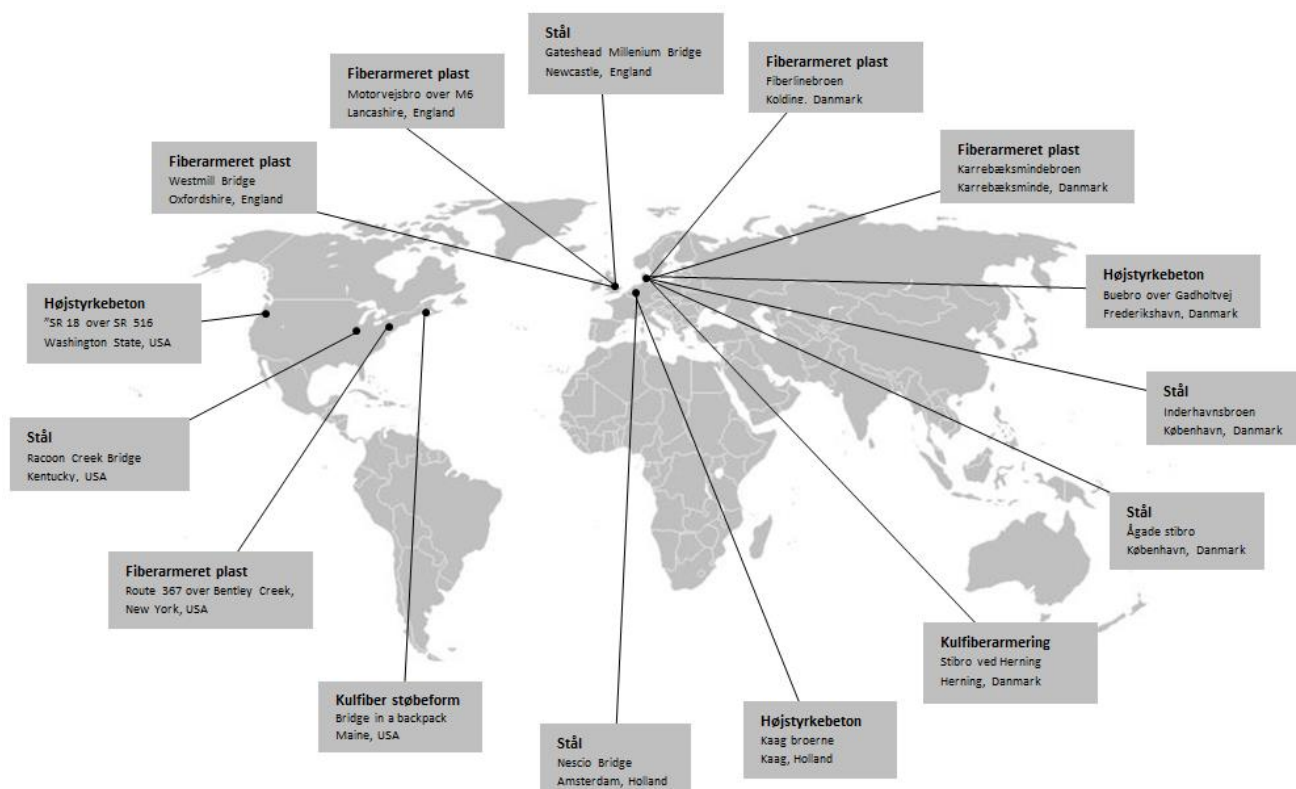 Stål
Gateshead Millenium Bridge
Newcastle, England
Fiberarmeret plast
Fiberlinebroen
Kolding, Danmark
Fiberarmeret plast
Motorvejsbro over M6
Lancashire, England
Fiberarmeret plast
Karrebæksmindebroen
Karrebæksminde, Danmark
Fiberarmeret plast
Westmill Bridge
Oxfordshire, England
Højstyrkebeton
Buebro over Gadholtvej
Frederikshavn, Danmark
Højstyrkebeton
"SR 18 over SR 516
Washington State, USA
Stål
Inderhavnsbroen
København, Danmark
Stål
Racoon Creek Bridge
Kentucky, USA
Stål
Ågade stibro
København, Danmark
Fiberarmeret plast
Route 367 over Bentley Creek,
New York, USA
Kulfiberarmering
Stibro ved Herning
Herning, Danmark
Kulfiber støbeform
Bridge in a backpack
Maine, USA
Højstyrkebeton
Kaag broerne
Kaag, Holland
Stål
Nescio Bridge
Amsterdam, Holland